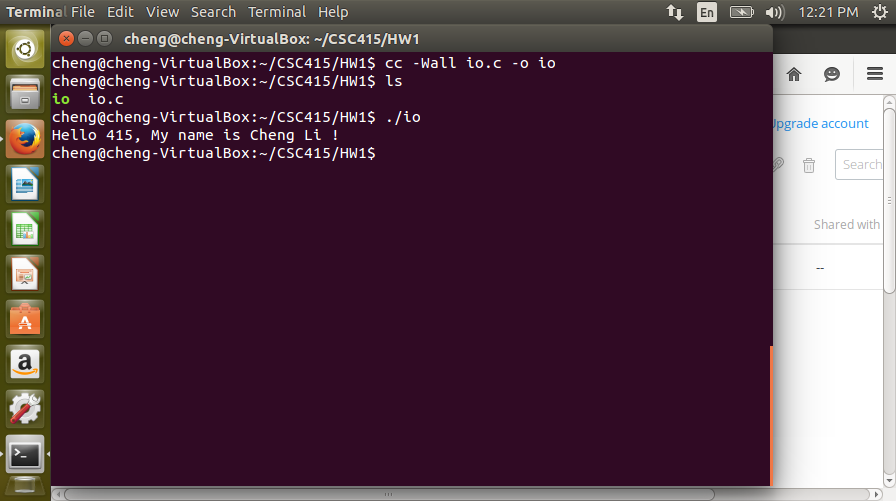 Terminal File Edit View Search Terminal Help En 12:21 PM
cheng@cheng-VirtualBox: ~/CSC415/HW1
cheng@cheng-VirtualBox:~/CSC415/HW1$ cc -Wall io.c -o io
cheng@cheng-VirtualBox:~/CSC415/HW1$ ls
io io.c
cheng@cheng-VirtualBox:~/CSC415/HW1$ ./io
Hello 415, My name is Cheng Li !
cheng@cheng-VirtualBox:~/CSC415/HW1$
Upgrade account
Search
Shared with
--
a
>_